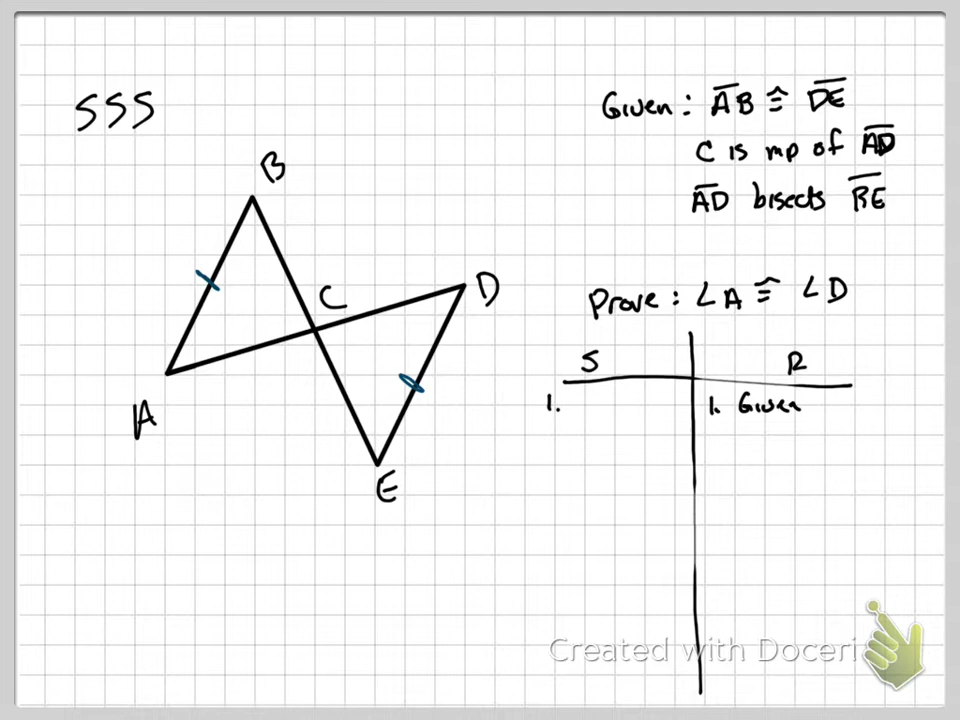 SSS
Given: AB ≅ DE
C is mp of AD
AD bisects BE
Prove: ∠A ≅ ∠D
S R
1. 1. Given
B
C
D
A
E
Created with Doceri